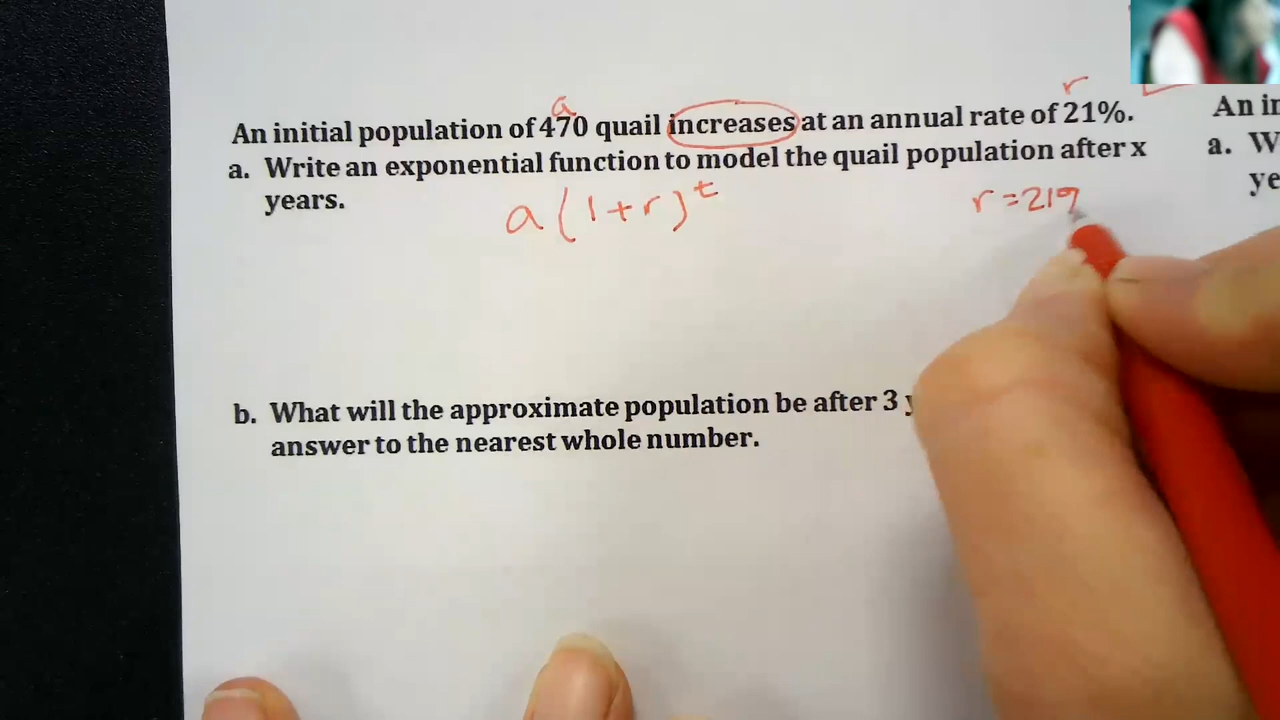 a r
An initial population of 470 quail increases at an annual rate of 21%.
a. Write an exponential function to model the quail population after x
years.
a(1+r)^t r=21%
b. What will the approximate population be after 3 y
answer to the nearest whole number.
An in
a. W
ye